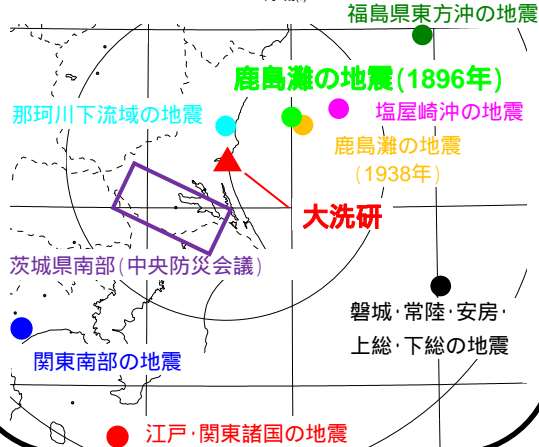 福島県東方沖の地震
鹿島灘の地震(1896年)
那珂川下流域の地震
塩屋崎沖の地震
鹿島灘の地震
(1938年)
大洗研
茨城県南部(中央防災会議)
磐城･常陸･安房･
上総･下総の地震
関東南部の地震
江戸･関東諸国の地震